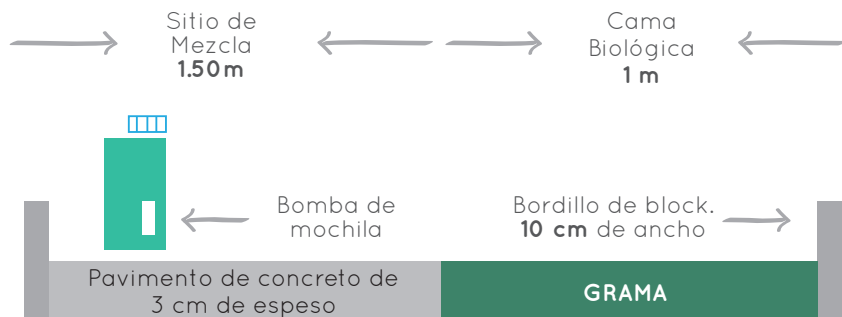 Sitio de
Mezcla
1.50 m
Cama
Biológica
1 m
Bomba de
mochila
Bordillo de block.
10 cm de ancho
Pavimento de concreto de
3 cm de espeso
GRAMA